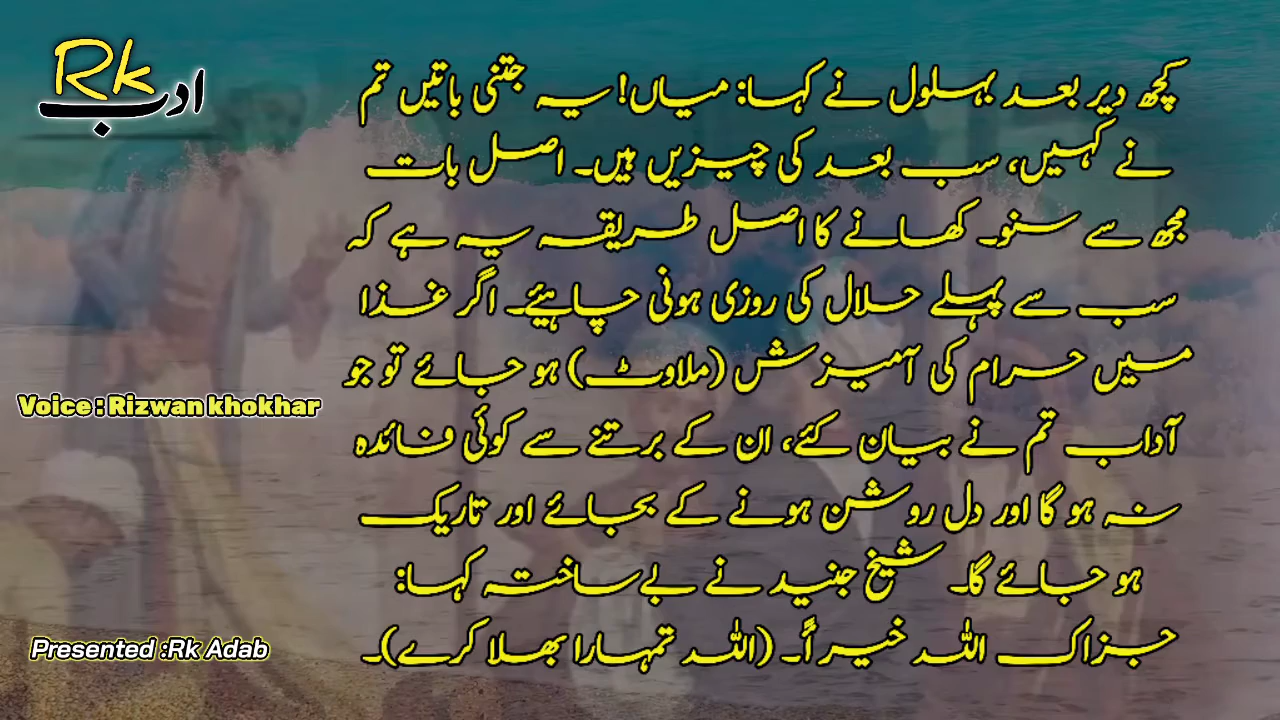 Rk
ادب
کچھ دیر بعد بہلول نے کہا: میاں! یہ جتنی باتیں تم
نے کہیں، سب بعد کی چیزیں ہیں۔ اصل بات
مجھ سے سنو۔ کھانے کا اصل طریقہ یہ ہے کہ
سب سے پہلے حلال کی روزی ہونی چاہیئے۔ اگر غذا
میں حرام کی آمیزش (ملاوٹ) ہو جائے تو جو
آداب تم نے بیان کئے، ان کے برتنے سے کوئی فائدہ
نہ ہو گا اور دل روشن ہونے کے بجائے اور تاریک
ہو جائے گا۔ شیخ جنید نے بےساختہ کہا:
جزاک اللہ خیراً۔ (اللہ تمہارا بھلا کرے)۔
Voice : Rizwan khokhar
Presented :Rk Adab